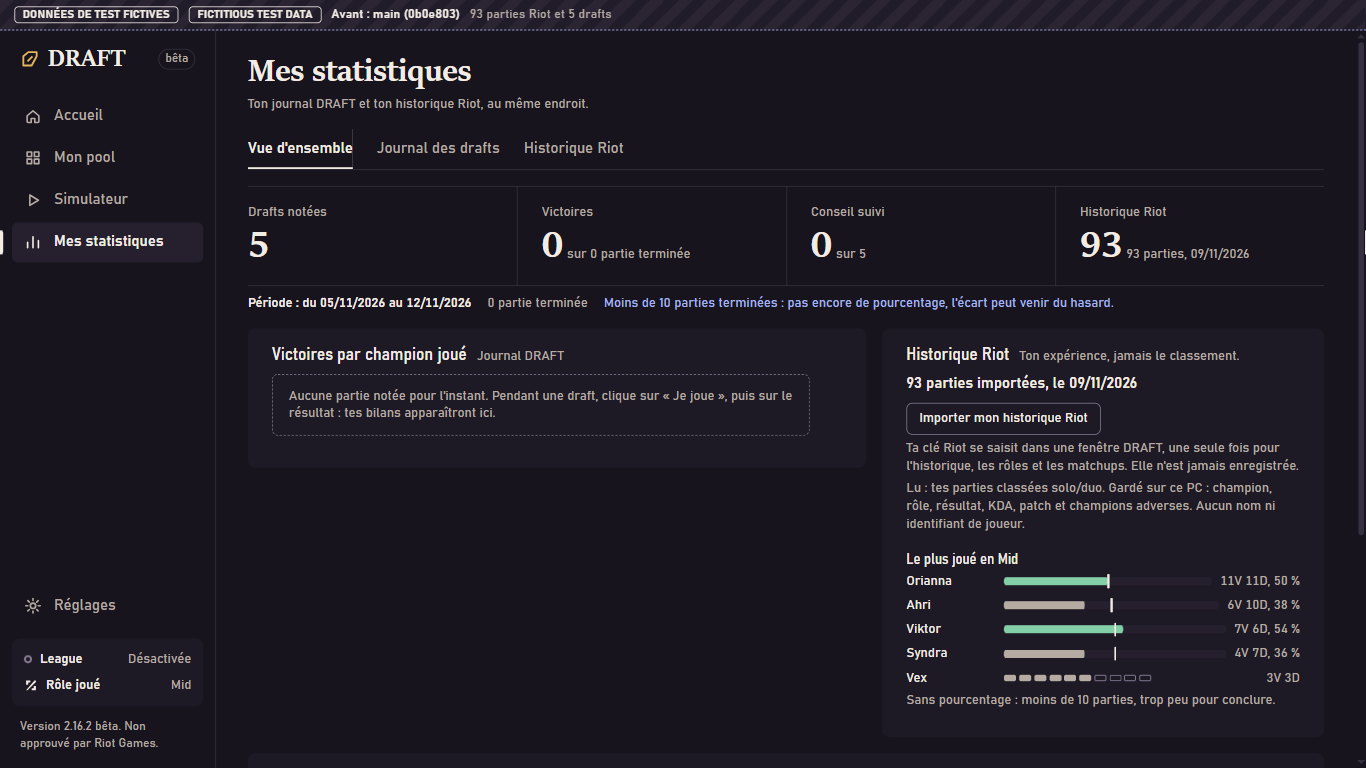 DONNÉES DE TEST FICTIVES FICTITIOUS TEST DATA Avant : main (0b0e803) 93 parties Riot et 5 drafts
DRAFT bêta
Accueil
Mon pool
Simulateur
Mes statistiques
Réglages
League Désactivée
Rôle joué Mid
Version 2.16.2 bêta. Non
approuvé par Riot Games.
Mes statistiques
Ton journal DRAFT et ton historique Riot, au même endroit.
Vue d'ensemble Journal des drafts Historique Riot
Drafts notées
5
Victoires
0 sur 0 partie terminée
Conseil suivi
0 sur 5
Historique Riot
93 93 parties, 09/11/2026
Période : du 05/11/2026 au 12/11/2026 0 partie terminée Moins de 10 parties terminées : pas encore de pourcentage, l'écart peut venir du hasard.
Victoires par champion joué Journal DRAFT
Aucune partie notée pour l'instant. Pendant une draft, clique sur « Je joue », puis sur le
résultat : tes bilans apparaîtront ici.
Historique Riot Ton expérience, jamais le classement.
93 parties importées, le 09/11/2026
Importer mon historique Riot
Ta clé Riot se saisit dans une fenêtre DRAFT, une seule fois pour
l'historique, les rôles et les matchups. Elle n'est jamais enregistrée.
Lu : tes parties classées solo/duo. Gardé sur ce PC : champion,
rôle, résultat, KDA, patch et champions adverses. Aucun nom ni
identifiant de joueur.
Le plus joué en Mid
Orianna 11V 11D, 50 %
Ahri 6V 10D, 38 %
Viktor 7V 6D, 54 %
Syndra 4V 7D, 36 %
Vex 3V 3D
Sans pourcentage : moins de 10 parties, trop peu pour conclure.